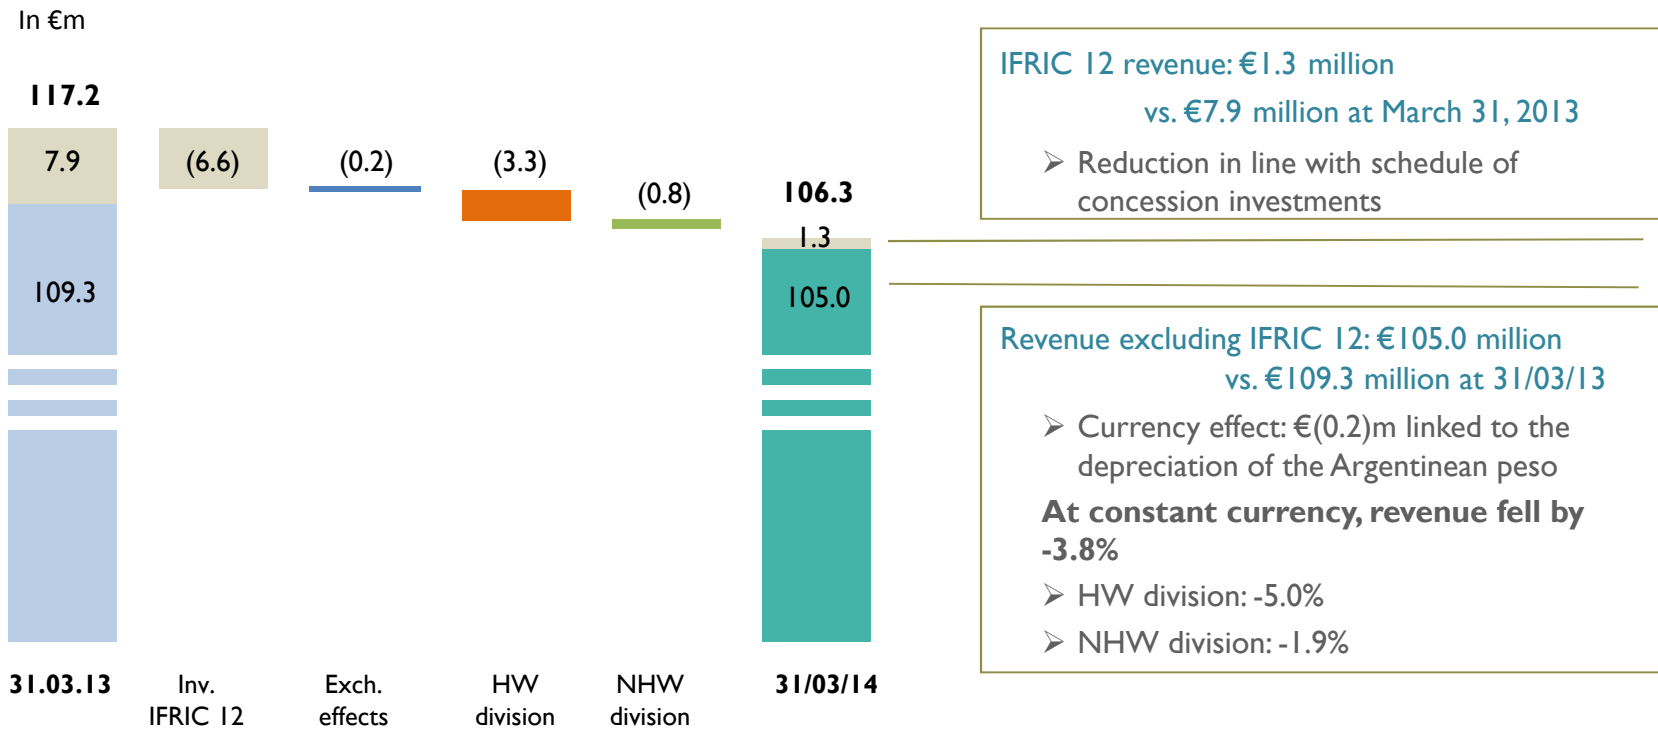 In €m
117.2
7.9
(6.6)
(0.2)
(3.3)
(0.8)
106.3
1.3
109.3
105.0
31.03.13
Inv.
IFRIC 12
Exch.
effects
HW
division
NHW
division
31/03/14
IFRIC 12 revenue: €1.3 million
vs. €7.9 million at March 31, 2013
➢ Reduction in line with schedule of
concession investments
Revenue excluding IFRIC 12: €105.0 million
vs. €109.3 million at 31/03/13
➢ Currency effect: €(0.2)m linked to the
depreciation of the Argentinean peso
At constant currency, revenue fell by
-3.8%
➢ HW division: -5.0%
➢ NHW division: -1.9%